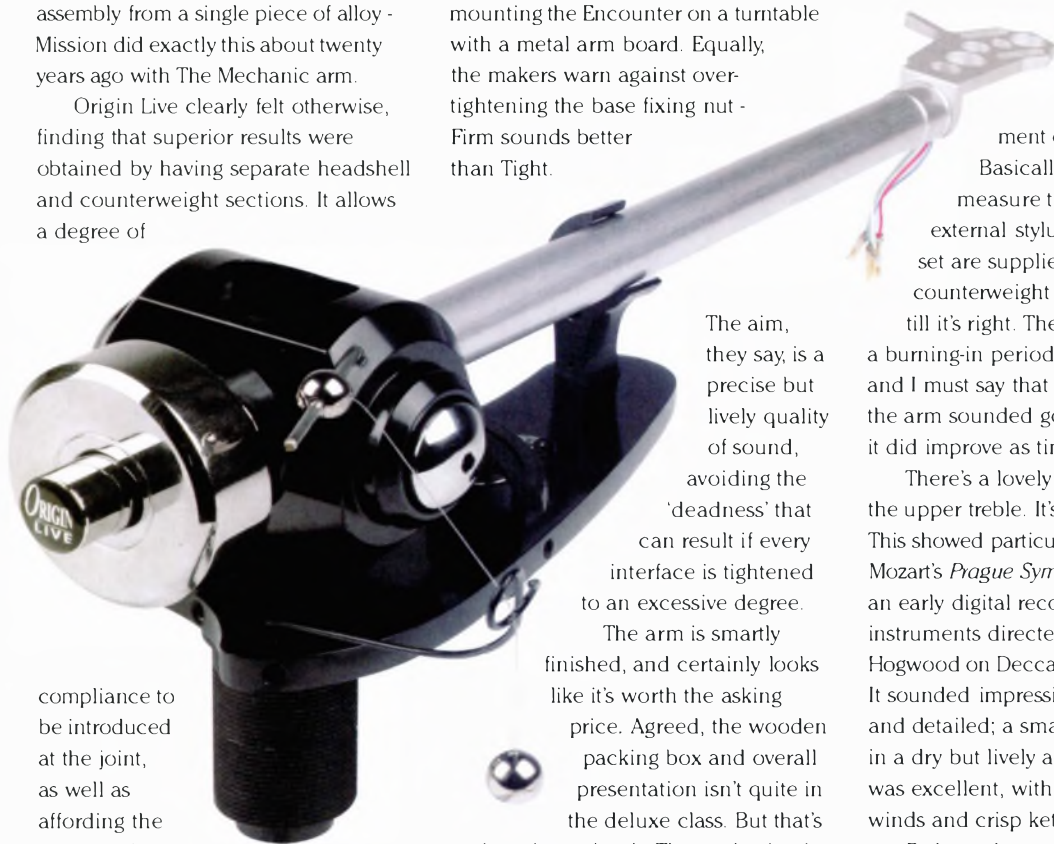 assembly from a single piece of alloy -
Mission did exactly this about twenty
years ago with The Mechanic arm.
Origin Live clearly felt otherwise,
finding that superior results were
obtained by having separate headshell
and counterweight sections. It allows
a degree of
compliance to
be introduced
at the joint,
as well as
affording the
mounting the Encounter on a turntable
with a metal arm board. Equally,
the makers warn against over-
tightening the base fixing nut -
Firm sounds better
than Tight.
The aim,
they say, is a
precise but
lively quality
of sound,
avoiding the
'deadness' that
can result if every
interface is tightened
to an excessive degree.
The arm is smartly
finished, and certainly looks
like it's worth the asking
price. Agreed, the wooden
packing box and overall
presentation isn't quite in
the deluxe class. But that's
ment
Basicall
measure t
external stylu
set are supplie
counterweight
till it's right. The
a burning-in period
and I must say that
the arm sounded go
it did improve as tim
There's a lovely
the upper treble. It's
This showed particu
Mozart's Prague Sym
an early digital reco
instruments directe
Hogwood on Decca
It sounded impressi
and detailed; a sma
in a dry but lively a
was excellent, with
winds and crisp ket
ORIGIN
LIVE